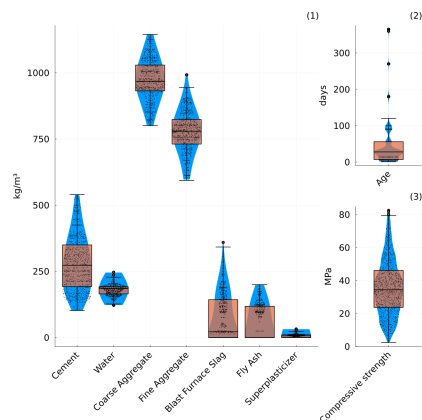 (1)
kg/m³
1000
750
500
250
0
Cement
Water
Coarse Aggregate
Fine Aggregate
Blast Furnace Slag
Fly Ash
Superplasticizer
(2)
days
300
200
100
0
Age
(3)
MPa
80
60
40
20
0
Compressive strength